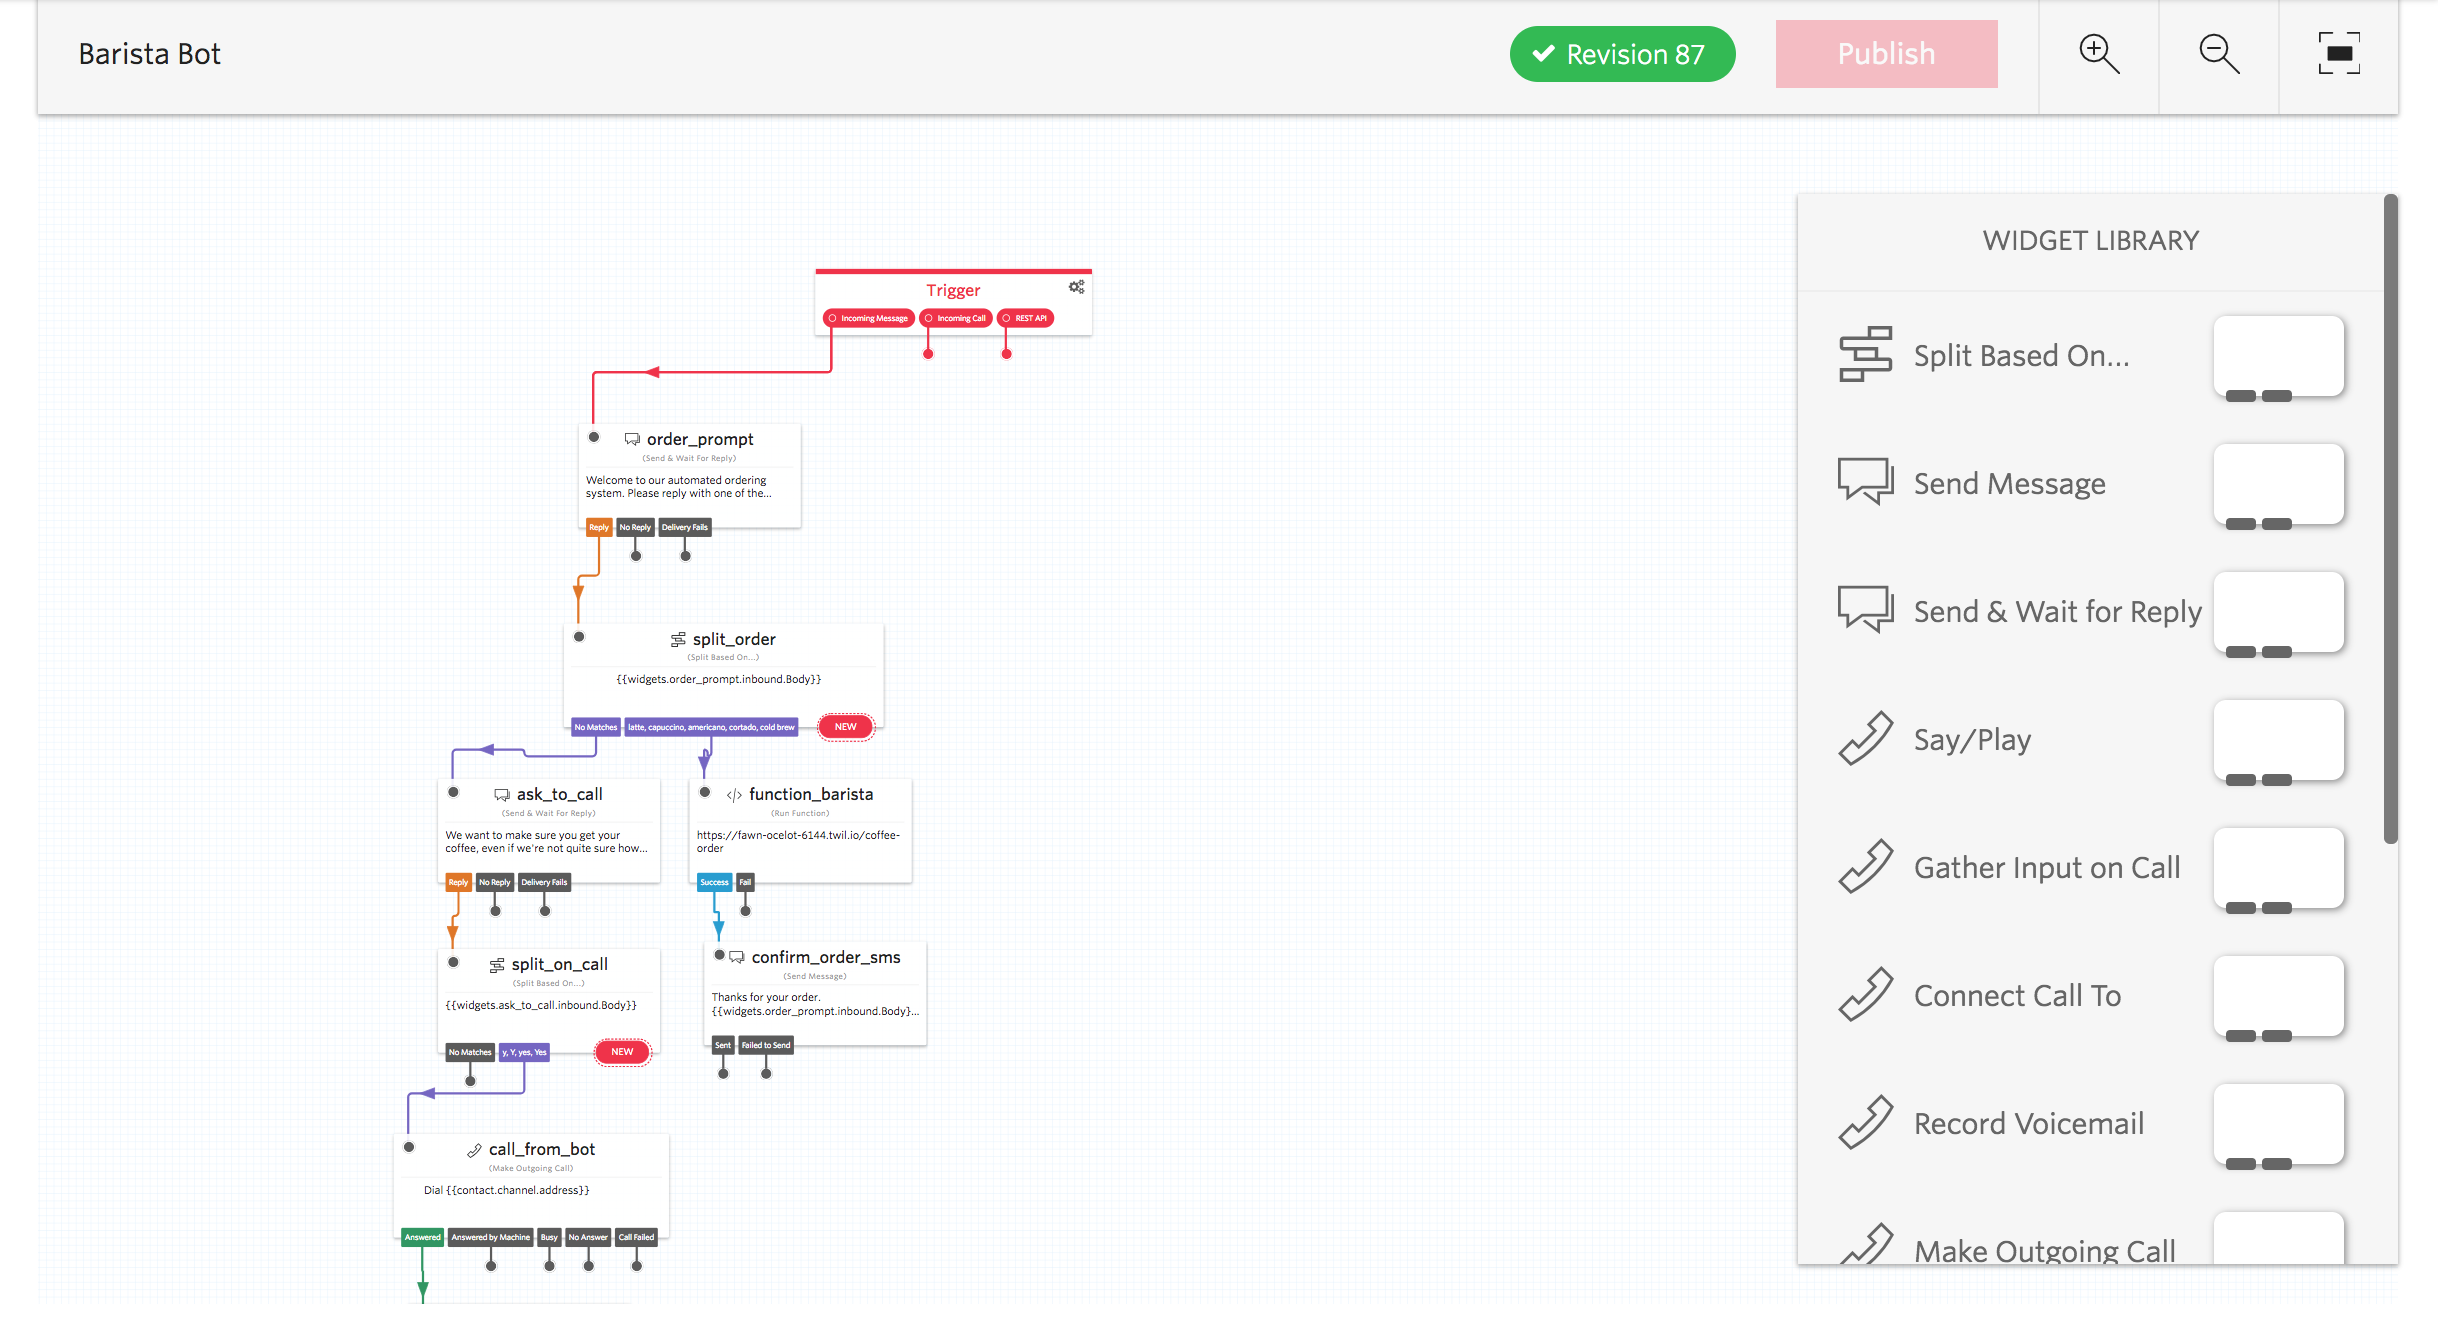 Barista Bot
Revision 87
Publish
Trigger
Incoming Message
Incoming Call
REST API
order_prompt
(Send & Wait For Reply)
Welcome to our automated ordering
system. Please reply with one of the...
Reply
No Reply
Delivery Fails
split_order
(Split Based On...)
{{widgets.order_prompt.inbound.Body}}
No Matches
latte, capuccino, americano, cortado, cold brew
NEW
ask_to_call
(Send & Wait For Reply)
We want to make sure you get your
coffee, even if we're not quite sure how...
Reply
No Reply
Delivery Fails
function_barista
(Run Function)
https://fawn-ocelot-6144.twil.io/coffee-
order
Success
Fail
split_on_call
(Split Based On...)
{{widgets.ask_to_call.inbound.Body}}
No Matches
y, Y, yes, Yes
NEW
confirm_order_sms
(Send Message)
Thanks for your order.
{{widgets.order_prompt.inbound.Body}...
Sent
Failed to Send
call_from_bot
(Make Outgoing Call)
Dial {{contact.channel.address}}
Answered
Answered by Machine
Busy
No Answer
Call Failed
WIDGET LIBRARY
Split Based On...
Send Message
Send & Wait for Reply
Say/Play
Gather Input on Call
Connect Call To
Record Voicemail
Make Outgoing Call